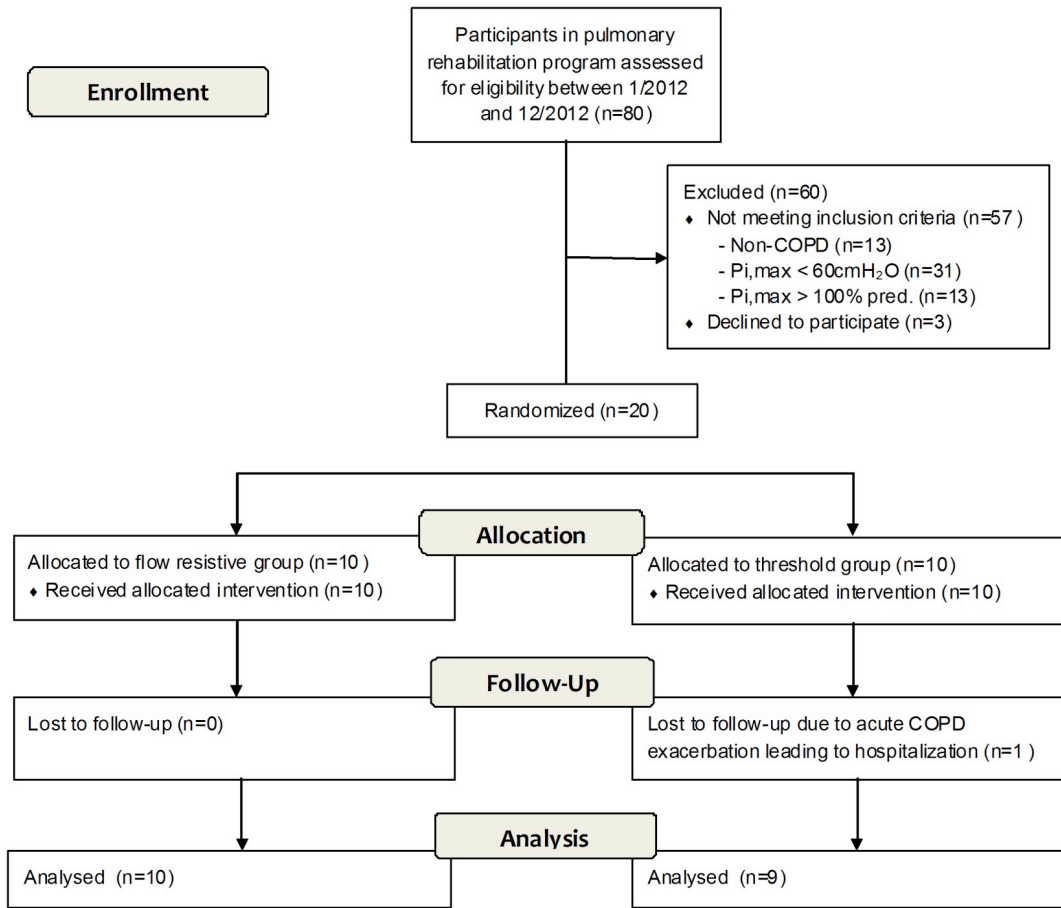 Enrollment
Participants in pulmonary
rehabilitation program assessed
for eligibility between 1/2012
and 12/2012 (n=80)
Excluded (n=60)
♦ Not meeting inclusion criteria (n=57 )
- Non-COPD (n=13)
- Pi,max < 60cmH₂O (n=31)
- Pi,max > 100% pred. (n=13)
♦ Declined to participate (n=3)
Randomized (n=20)
Allocation
Allocated to flow resistive group (n=10)
♦ Received allocated intervention (n=10)
Allocated to threshold group (n=10)
♦ Received allocated intervention (n=10)
Follow-Up
Lost to follow-up (n=0)
Lost to follow-up due to acute COPD
exacerbation leading to hospitalization (n=1 )
Analysis
Analysed (n=10)
Analysed (n=9)